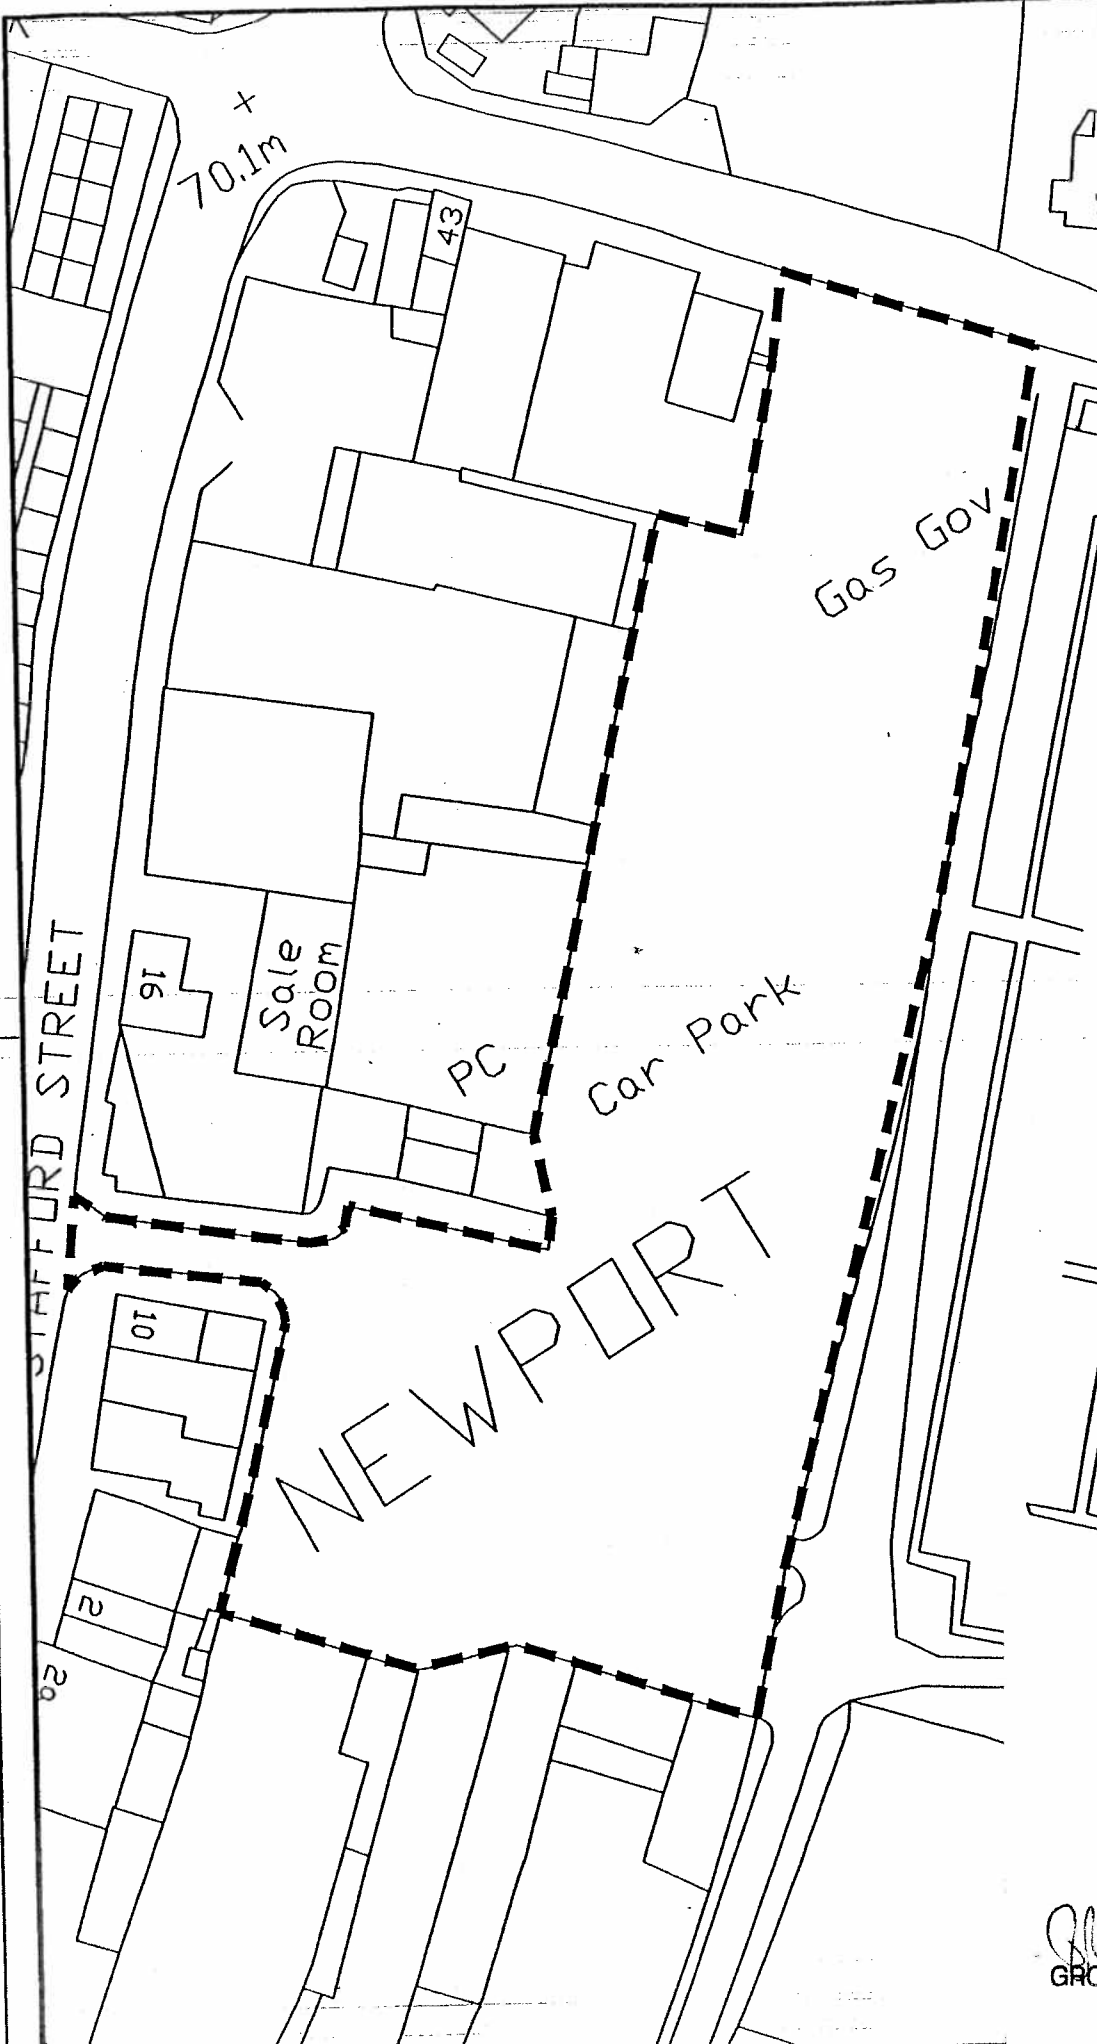 70.1m
43
Gas Gov
STAFFORD STREET
16
Sale
Room
PC
Car Park
NEWPORT
10
2